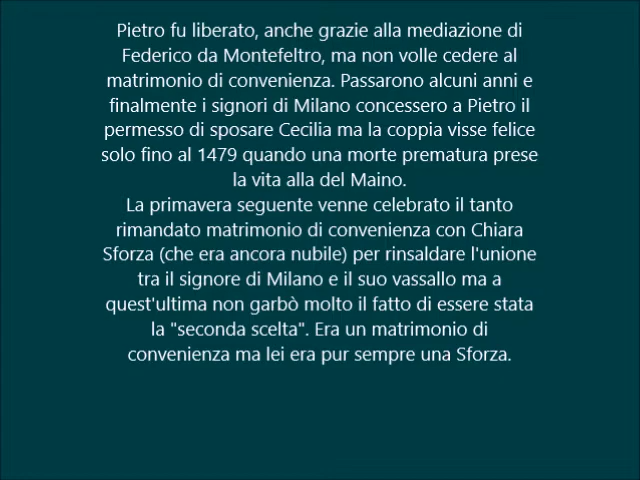 Pietro fu liberato, anche grazie alla mediazione di
Federico da Montefeltro, ma non volle cedere al
matrimonio di convenienza. Passarono alcuni anni e
finalmente i signori di Milano concessero a Pietro il
permesso di sposare Cecilia ma la coppia visse felice
solo fino al 1479 quando una morte prematura prese
la vita alla del Maino.
La primavera seguente venne celebrato il tanto
rimandato matrimonio di convenienza con Chiara
Sforza (che era ancora nubile) per rinsaldare l'unione
tra il signore di Milano e il suo vassallo ma a
quest'ultima non garbò molto il fatto di essere stata
la "seconda scelta". Era un matrimonio di
convenienza ma lei era pur sempre una Sforza.